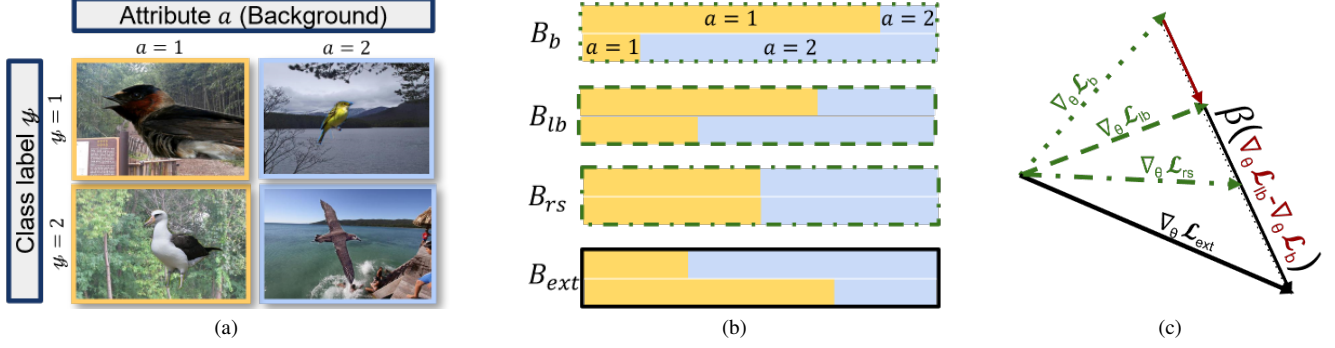 Attribute a (Background)
a = 1
a = 2
Class label y
y = 1
y = 2
(a)
B_b
a = 1
a = 2
a = 1
a = 2
B_lb
B_rs
B_ext
(b)
∇_θ 𝓛_b
∇_θ 𝓛_lb
∇_θ 𝓛_rs
∇_θ 𝓛_ext
β(∇_θ 𝓛_lb-∇_θ 𝓛_b)
(c)